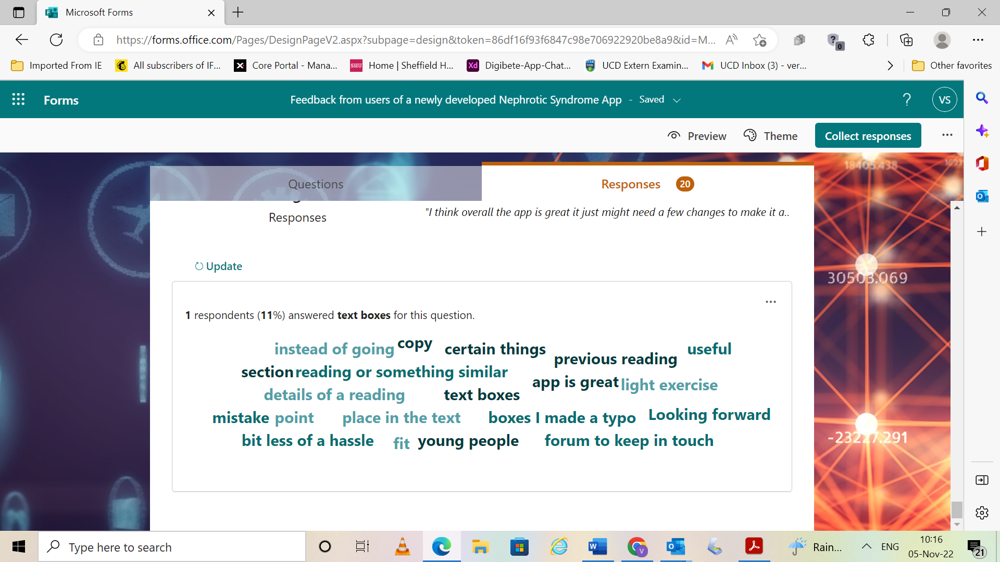 Microsoft Forms
https://forms.office.com/Pages/DesignPageV2.aspx?subpage=design&token=86df16f93f6847c98e706922920be8a9&id=M...
0
Imported From IE
All subscribers of IF...
Core Portal - Mana...
SHU Home | Sheffield H...
Xd Digibete-App-Chat...
UCD Extern Examin...
UCD Inbox (3) - ver...
Other favorites
Forms
Feedback from users of a newly developed Nephrotic Syndrome App - Saved
? VS
Preview
Theme
Collect responses
Questions
Responses 20
Responses
"I think overall the app is great it just might need a few changes to make it a..
Update
1 respondents (11%) answered text boxes for this question.
instead of going copy certain things previous reading useful
section reading or something similar app is great light exercise
details of a reading text boxes
mistake point place in the text boxes I made a typo Looking forward
bit less of a hassle fit young people forum to keep in touch
18405.438
30503.069
-23227.291
Type here to search
Rain...
ENG
10:16
05-Nov-22
21